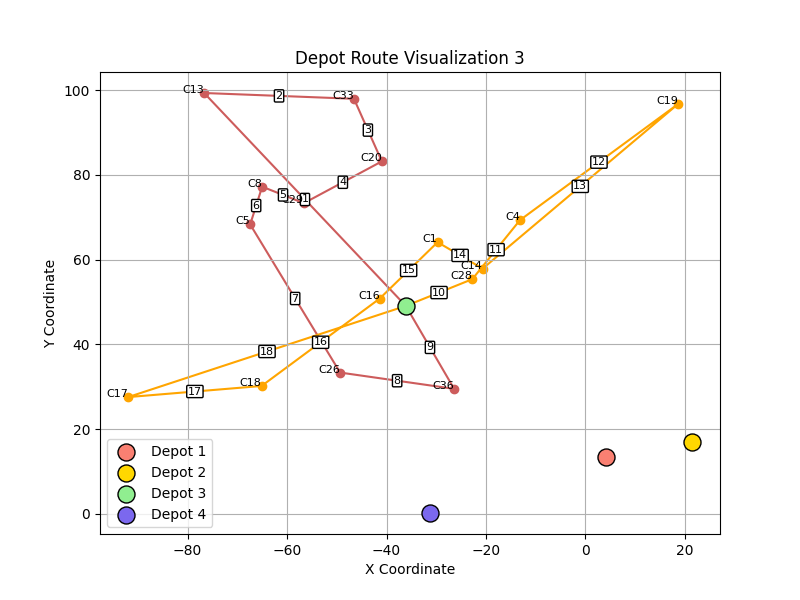 Depot Route Visualization 3
C13
2
C33
C19
3
C20
12
4
13
C8
5
C29
1
6
C5
C4
C1
11
14
C14
15
C28
10
C16
7
16
9
18
C26
8
C36
C18
17
C17
100
80
60
40
20
0
Y Coordinate
Depot 1
Depot 2
Depot 3
Depot 4
−80
−60
−40
−20
0
20
X Coordinate